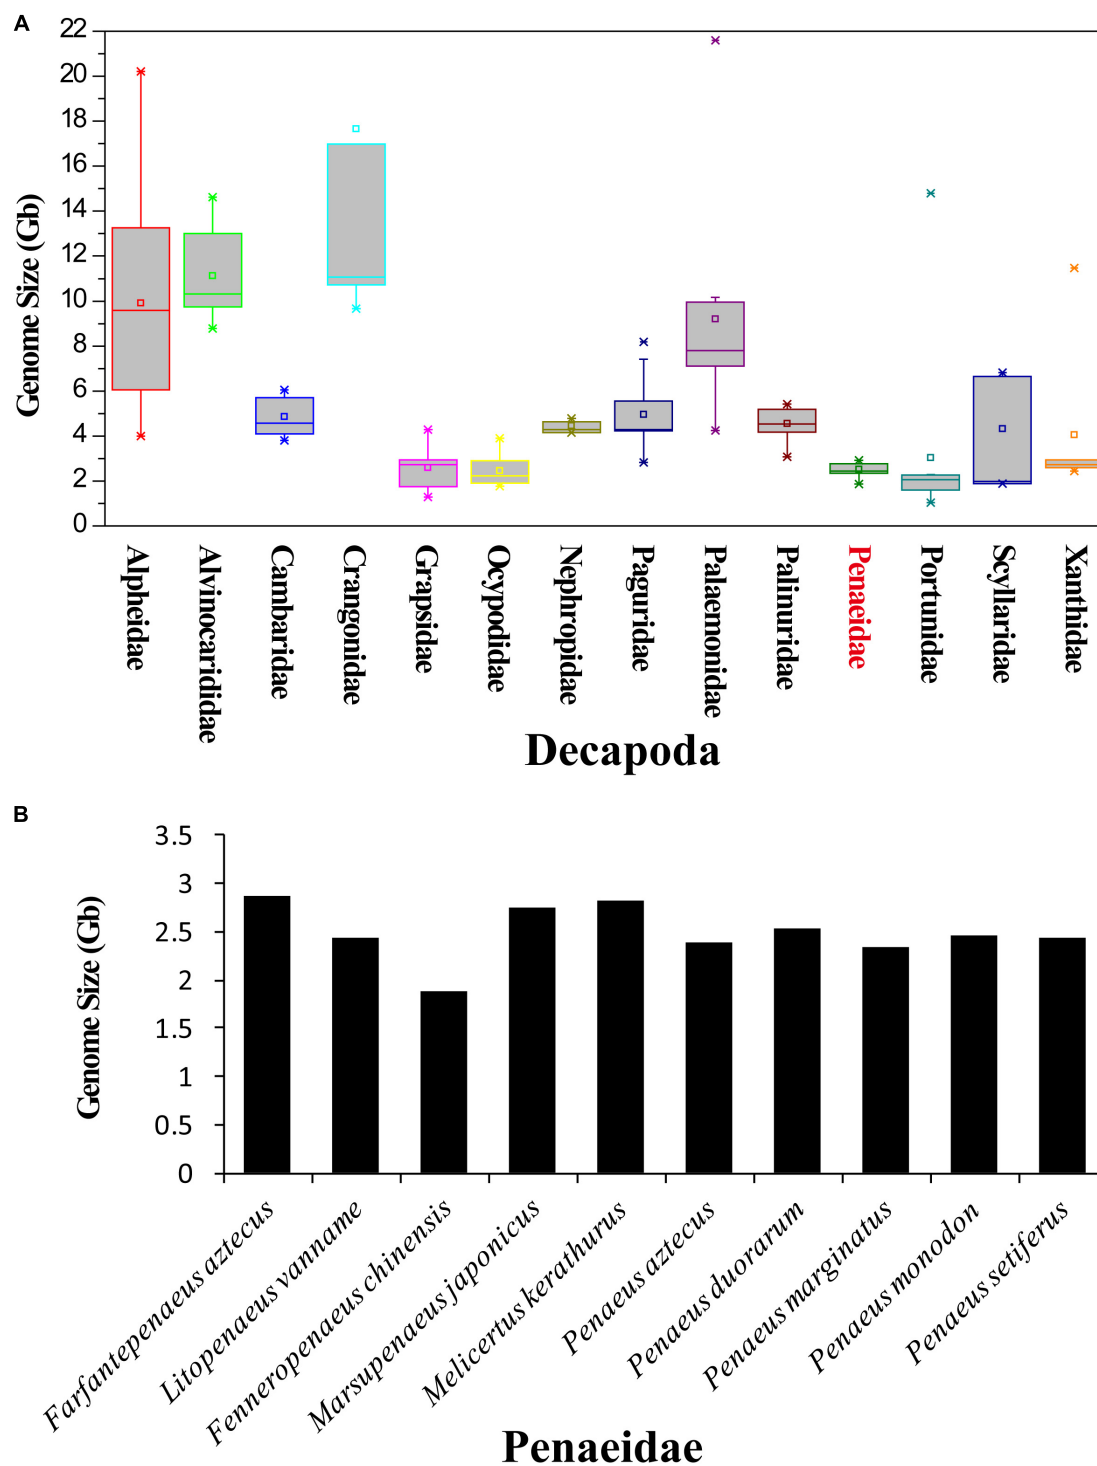 A
Genome Size (Gb)
22
20
18
16
14
12
10
8
6
4
2
0
Alpheidae
Alvinocarididae
Cambaridae
Crangonidae
Grapsidae
Ocypodidae
Nephropidae
Paguridae
Palaemonidae
Palinuridae
Penaeidae
Portunidae
Scyllaridae
Xanthidae
Decapoda
B
Genome Size (Gb)
3.5
3
2.5
2
1.5
1
0.5
0
Farfantepenaeus aztecus
Litopenaeus vanname
Fenneropenaeus chinensis
Marsupenaeus japonicus
Melicertus kerathurus
Penaeus aztecus
Penaeus duorarum
Penaeus marginatus
Penaeus monodon
Penaeus setiferus
Penaeidae